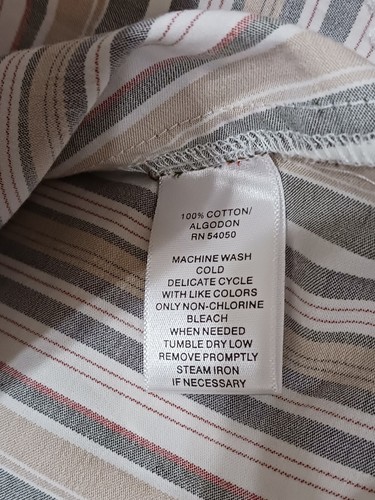 100% COTTON/
ALGODON
RN 54050
MACHINE WASH
COLD
DELICATE CYCLE
WITH LIKE COLORS
ONLY NON-CHLORINE
BLEACH
WHEN NEEDED
TUMBLE DRY LOW
REMOVE PROMPTLY
STEAM IRON
IF NECESSARY